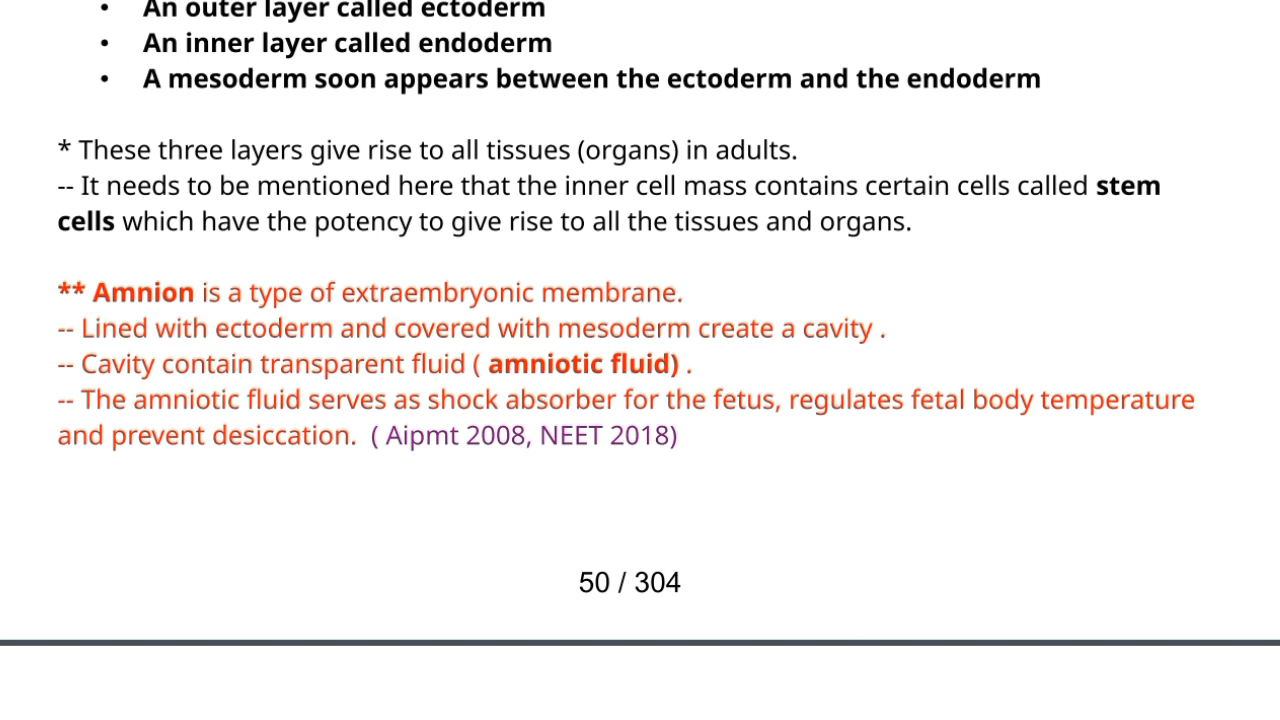 • An outer layer called ectoderm
• An inner layer called endoderm
• A mesoderm soon appears between the ectoderm and the endoderm
* These three layers give rise to all tissues (organs) in adults.
-- It needs to be mentioned here that the inner cell mass contains certain cells called stem
cells which have the potency to give rise to all the tissues and organs.
** Amnion is a type of extraembryonic membrane.
-- Lined with ectoderm and covered with mesoderm create a cavity .
-- Cavity contain transparent fluid ( amniotic fluid) .
-- The amniotic fluid serves as shock absorber for the fetus, regulates fetal body temperature
and prevent desiccation. ( Aipmt 2008, NEET 2018)
50 / 304